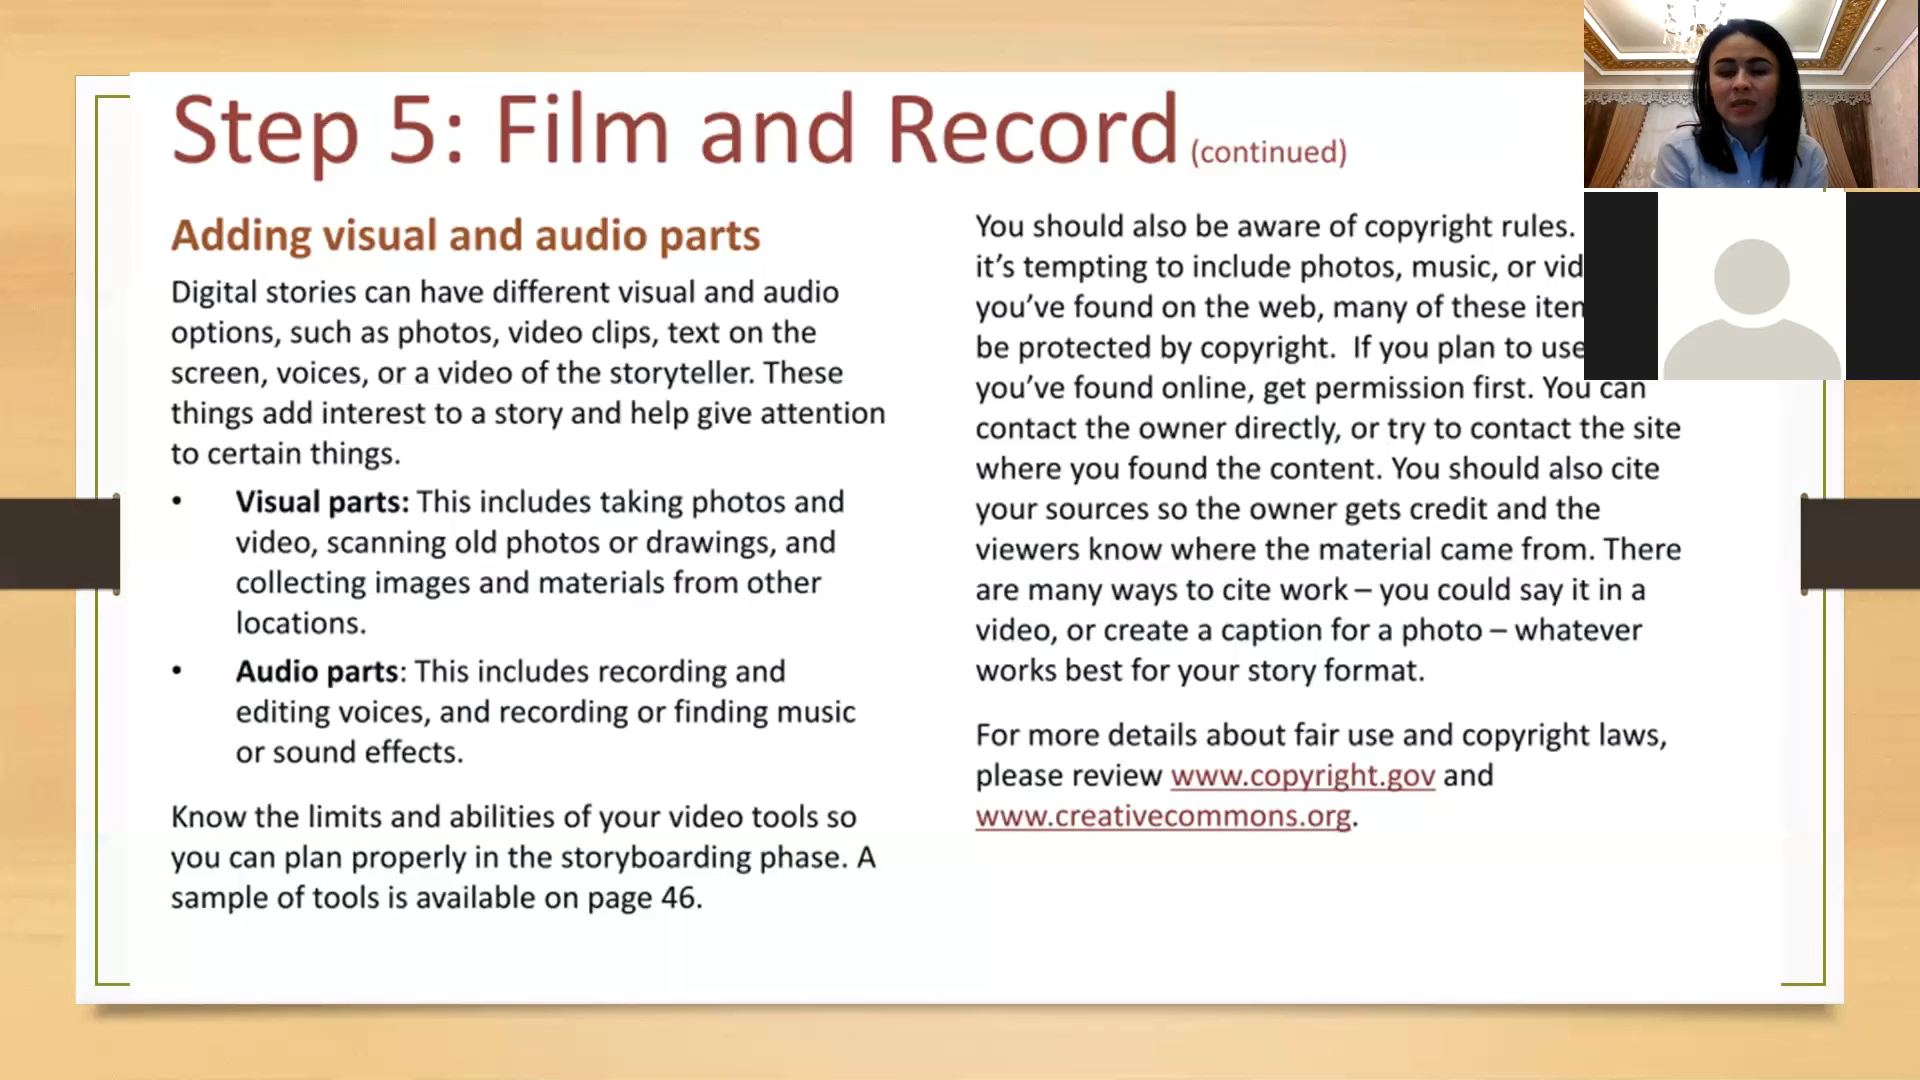 Step 5: Film and Record (continued)
Adding visual and audio parts
Digital stories can have different visual and audio
options, such as photos, video clips, text on the
screen, voices, or a video of the storyteller. These
things add interest to a story and help give attention
to certain things.
• Visual parts: This includes taking photos and
video, scanning old photos or drawings, and
collecting images and materials from other
locations.
• Audio parts: This includes recording and
editing voices, and recording or finding music
or sound effects.
Know the limits and abilities of your video tools so
you can plan properly in the storyboarding phase. A
sample of tools is available on page 46.
You should also be aware of copyright rules.
it’s tempting to include photos, music, or
you’ve found on the web, many of these
be protected by copyright. If you plan to use
you’ve found online, get permission first. You can
contact the owner directly, or try to contact the site
where you found the content. You should also cite
your sources so the owner gets credit and the
viewers know where the material came from. There
are many ways to cite work – you could say it in a
video, or create a caption for a photo – whatever
works best for your story format.
For more details about fair use and copyright laws,
please review www.copyright.gov and
www.creativecommons.org.